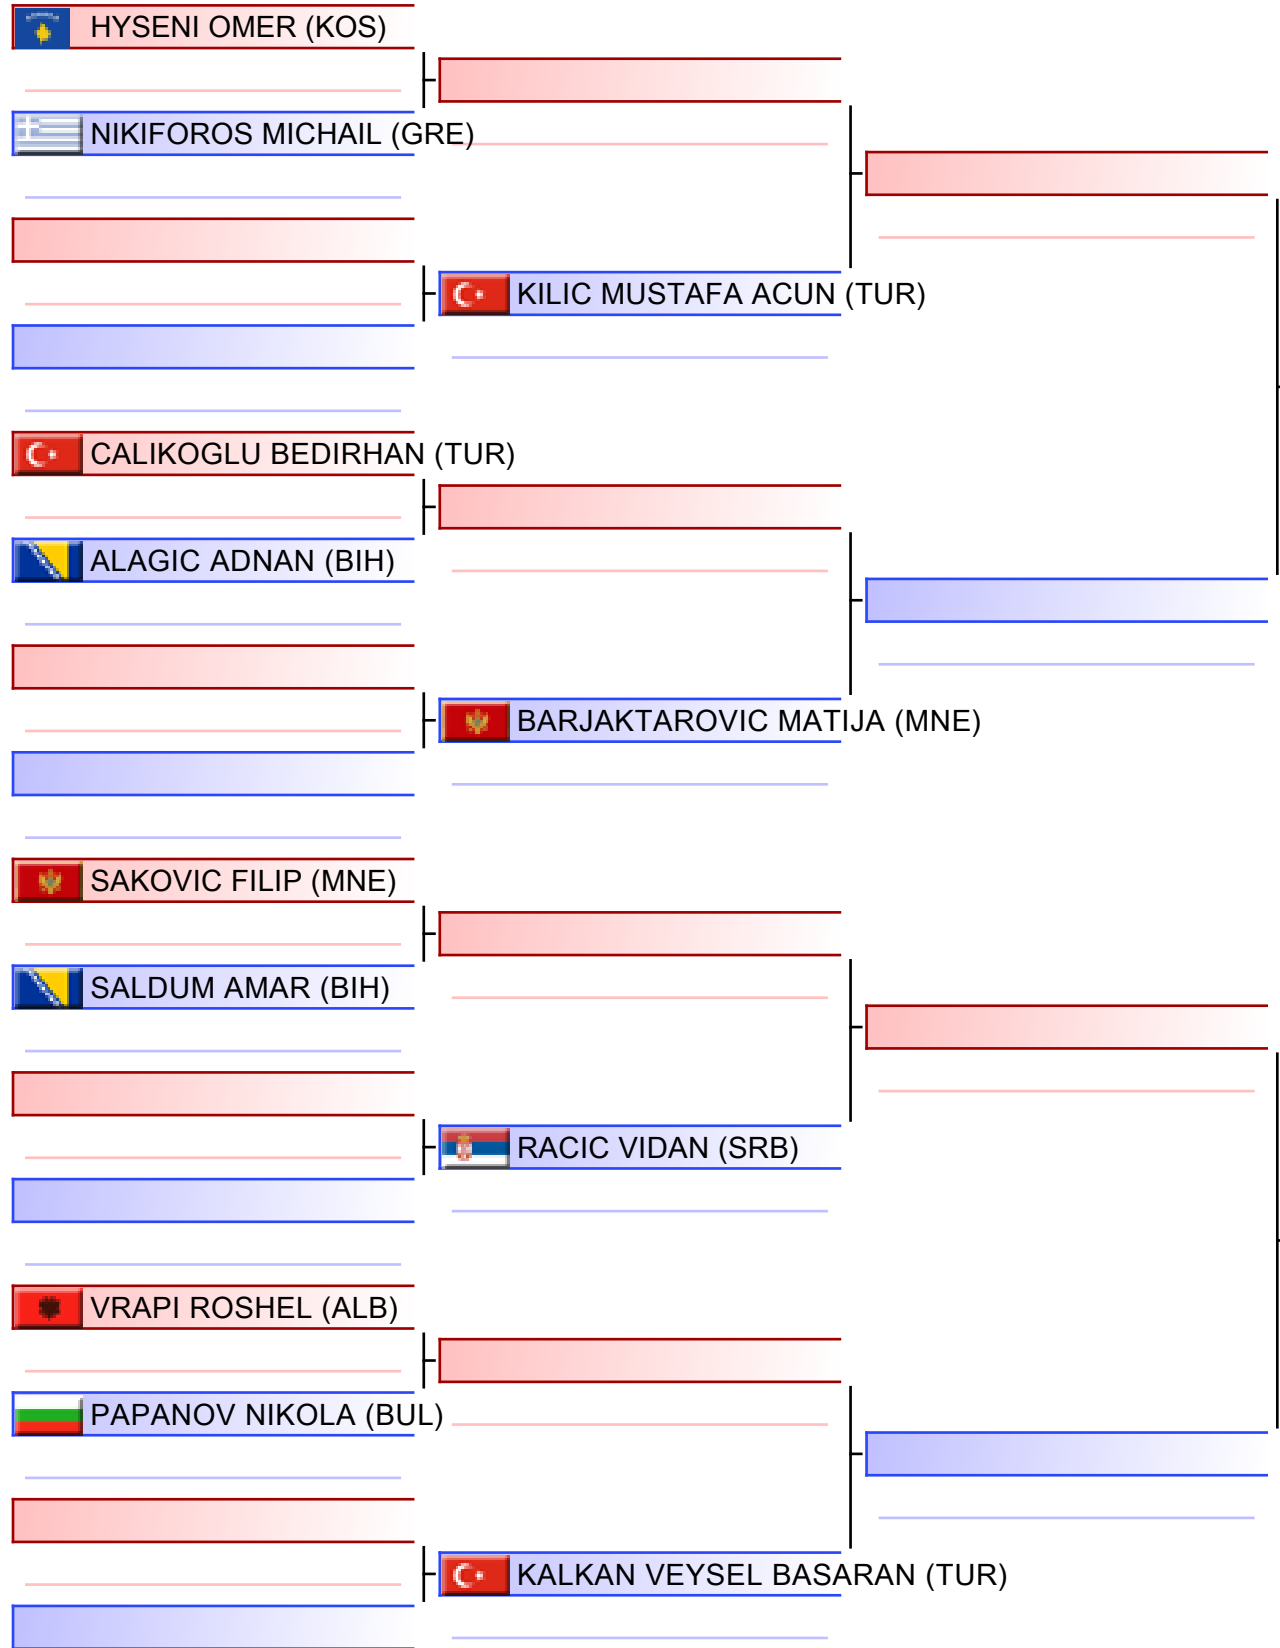 HYSENI OMER (KOS)
NIKIFOROS MICHAIL (GRE)
KILIC MUSTAFA ACUN (TUR)
CALIKOGLU BEDIRHAN (TUR)
ALAGIC ADNAN (BIH)
BARJAKTAROVIC MATIJA (MNE)
SAKOVIC FILIP (MNE)
SALDUM AMAR (BIH)
RACIC VIDAN (SRB)
VRAPI ROSHEL (ALB)
PAPANOV NIKOLA (BUL)
KALKAN VEYSEL BASARAN (TUR)